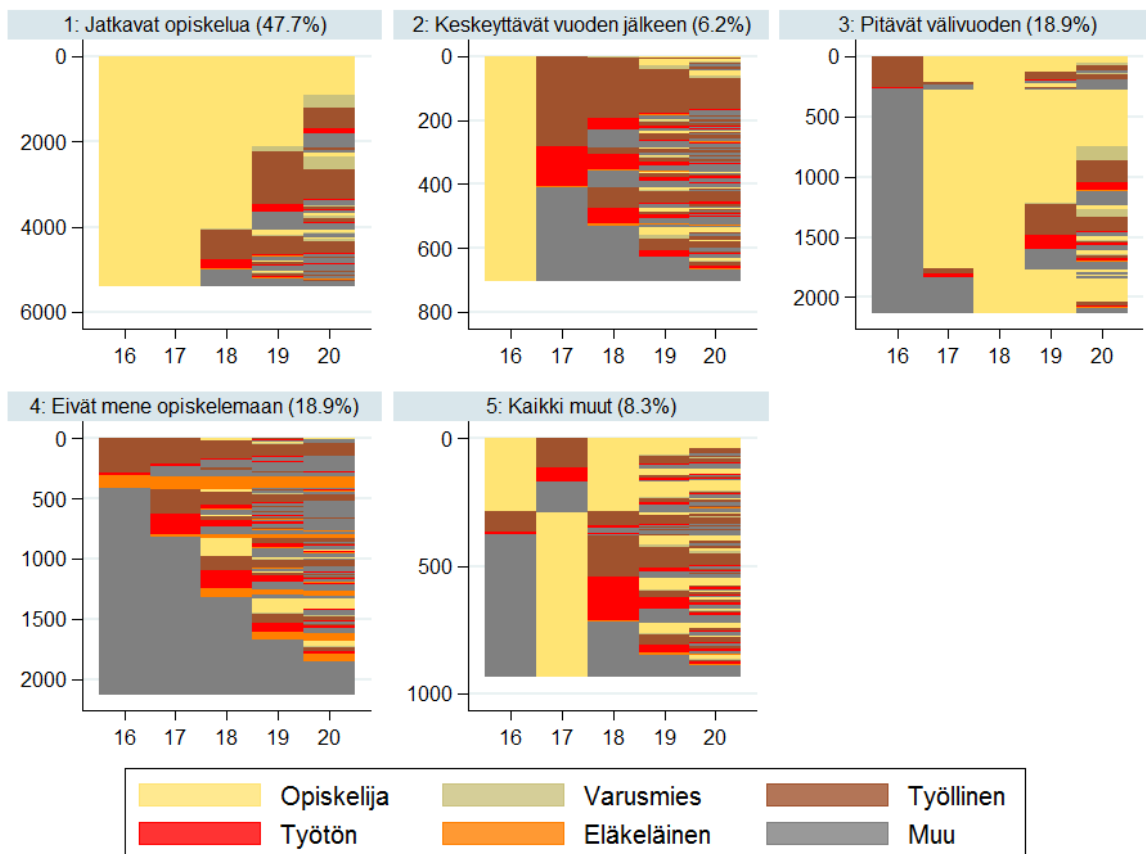 1: Jatkavat opiskelua (47.7%)
0
2000
4000
6000
16 17 18 19 20
2: Keskeyttävät vuoden jälkeen (6.2%)
0
200
400
600
800
16 17 18 19 20
3: Pitävät välivuoden (18.9%)
0
500
1000
1500
2000
16 17 18 19 20
4: Eivät mene opiskelemaan (18.9%)
0
500
1000
1500
2000
16 17 18 19 20
5: Kaikki muut (8.3%)
0
500
1000
16 17 18 19 20
Opiskelija Varusmies Työllinen
Työtön Eläkeläinen Muu